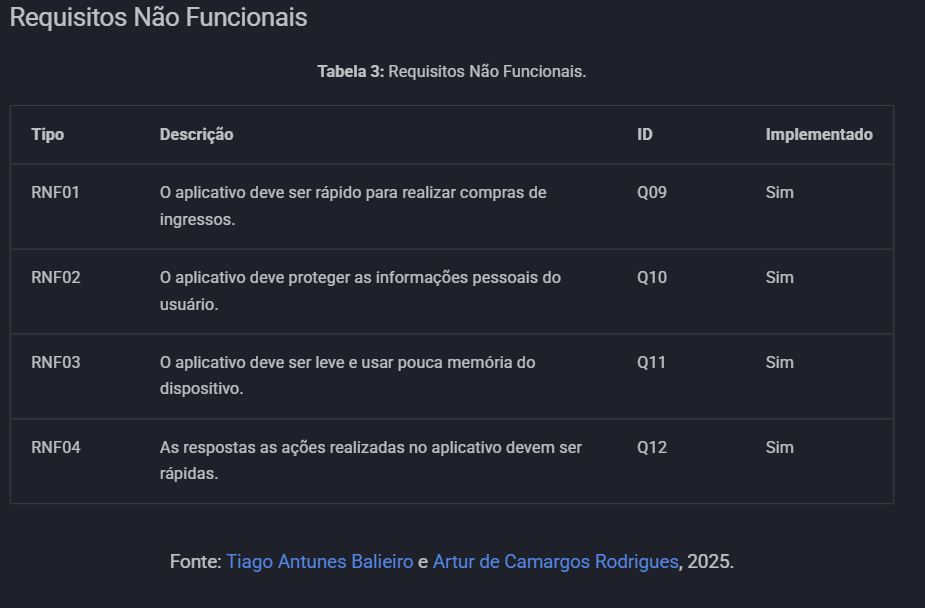 Requisitos Não Funcionais
Tabela 3: Requisitos Não Funcionais.
Tipo Descrição ID Implementado
RNF01 O aplicativo deve ser rápido para realizar compras de Q09 Sim
ingressos.
RNF02 O aplicativo deve proteger as informações pessoais do Q10 Sim
usuário.
RNF03 O aplicativo deve ser leve e usar pouca memória do Q11 Sim
dispositivo.
RNF04 As respostas as ações realizadas no aplicativo devem ser Q12 Sim
rápidas.
Fonte: Tiago Antunes Balieiro e Artur de Camargos Rodrigues, 2025.